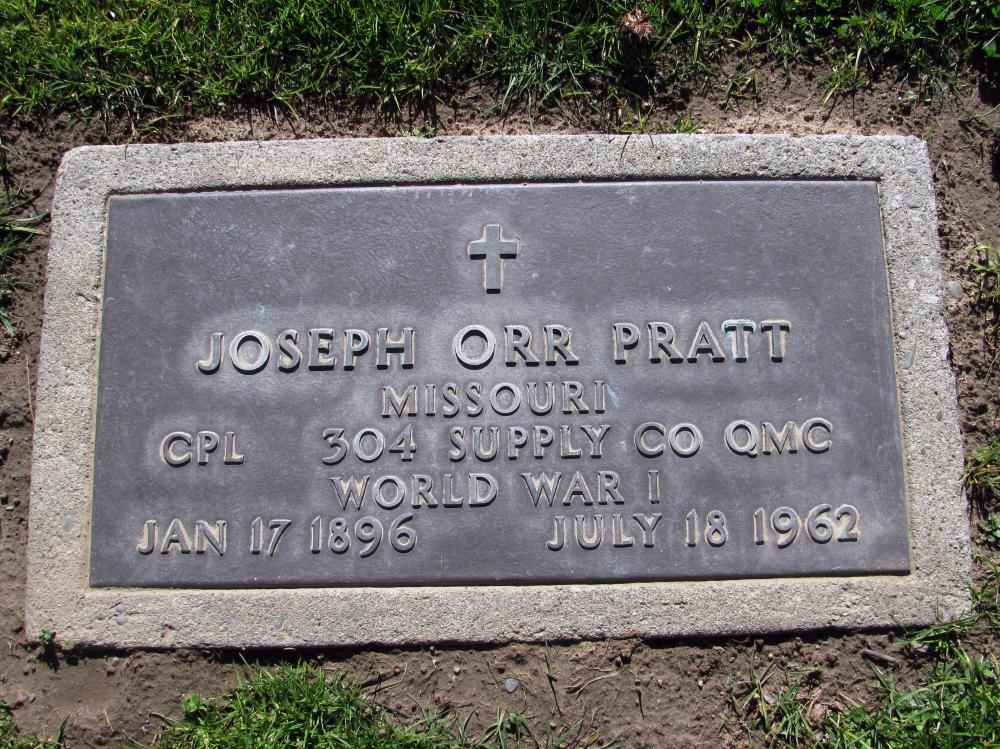 JOSEPH ORR PRATT
MISSOURI
CPL 304 SUPPLY CO QMC
WORLD WAR I
JAN 17 1896 JULY 18 1962